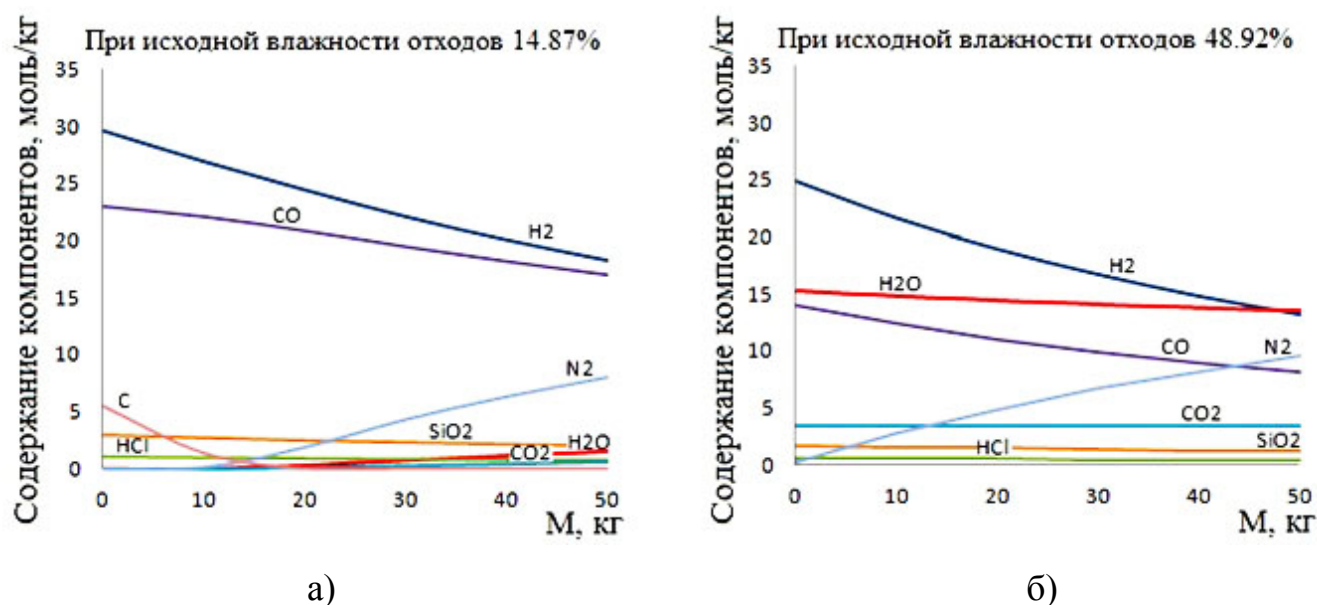 При исходной влажности отходов 14.87%
Содержание компонентов, моль/кг
35
30
25
20
15
10
5
0
H2
CO
N2
C
HCl
SiO2
H2O
CO2
0 10 20 30 40 50
М, кг
а)
При исходной влажности отходов 48.92%
Содержание компонентов, моль/кг
35
30
25
20
15
10
5
0
H2
H2O
CO
N2
CO2
HCl
SiO2
0 10 20 30 40 50
М, кг
б)